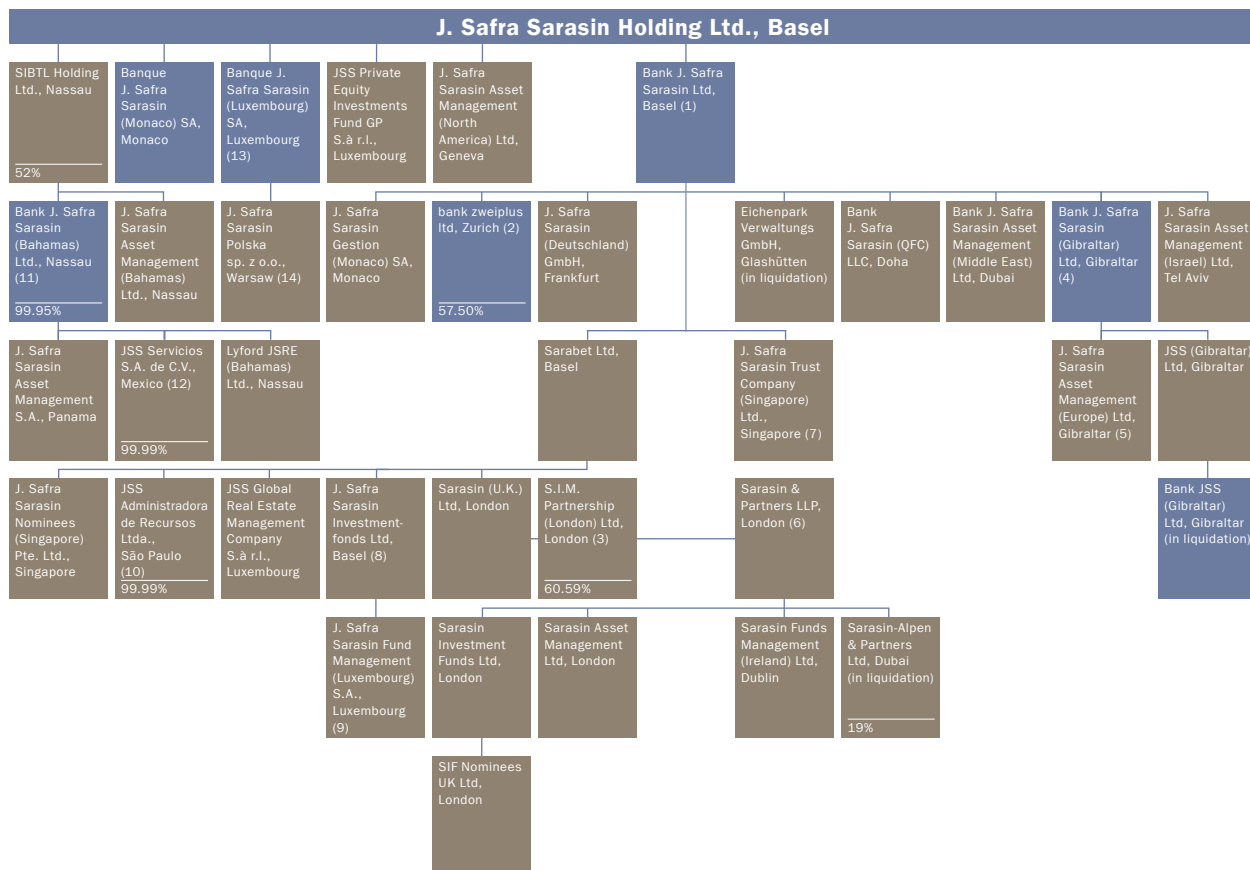 J. Safra Sarasin Holding Ltd., Basel
SIBTL Holding
Ltd., Nassau
52%
Banque
J. Safra
Sarasin
(Monaco) SA,
Monaco
Banque J.
Safra Sarasin
(Luxembourg)
SA,
Luxembourg
(13)
JSS Private
Equity
Investments
Fund GP
S.à r.l.,
Luxembourg
J. Safra
Sarasin Asset
Management
(North
America) Ltd,
Geneva
Bank J. Safra
Sarasin Ltd,
Basel (1)
Bank J. Safra
Sarasin
(Bahamas)
Ltd., Nassau
(11)
99.95%
J. Safra
Sarasin
Asset
Management
(Bahamas)
Ltd., Nassau
J. Safra
Sarasin
Polska
sp. z o.o.,
Warsaw (14)
J. Safra
Sarasin
Gestion
(Monaco) SA,
Monaco
bank zweiplus
ltd, Zurich (2)
57.50%
J. Safra
Sarasin
(Deutschland)
GmbH,
Frankfurt
Eichenpark
Verwaltungs
GmbH,
Glashütten
(in liquidation)
Bank
J. Safra
Sarasin (QFC)
LLC, Doha
Bank J. Safra
Sarasin Asset
Management
(Middle East)
Ltd, Dubai
Bank J. Safra
Sarasin
(Gibraltar)
Ltd, Gibraltar
(4)
J. Safra
Sarasin Asset
Management
(Israel) Ltd,
Tel Aviv
J. Safra
Sarasin
Asset
Management
S.A., Panama
JSS Servicios
S.A. de C.V.,
Mexico (12)
99.99%
Lyford JSRE
(Bahamas)
Ltd., Nassau
Sarabet Ltd,
Basel
J. Safra
Sarasin Trust
Company
(Singapore)
Ltd.,
Singapore (7)
J. Safra
Sarasin
Asset
Management
(Europe) Ltd,
Gibraltar (5)
JSS (Gibraltar)
Ltd, Gibraltar
J. Safra
Sarasin
Nominees
(Singapore)
Pte. Ltd.,
Singapore
JSS
Administradora
de Recursos
Ltda.,
São Paulo
(10)
99.99%
JSS Global
Real Estate
Management
Company
S.à r.l.,
Luxembourg
J. Safra
Sarasin
Investment-
fonds Ltd,
Basel (8)
Sarasin (U.K.)
Ltd, London
S.I.M.
Partnership
(London) Ltd,
London (3)
60.59%
Sarasin &
Partners LLP,
London (6)
Bank JSS
(Gibraltar)
Ltd, Gibraltar
(in liquidation)
J. Safra
Sarasin Fund
Management
(Luxembourg)
S.A.,
Luxembourg
(9)
Sarasin
Investment
Funds Ltd,
London
Sarasin Asset
Management
Ltd, London
Sarasin Funds
Management
(Ireland) Ltd,
Dublin
Sarasin-Alpen
& Partners
Ltd, Dubai
(in liquidation)
19%
SIF Nominees
UK Ltd,
London